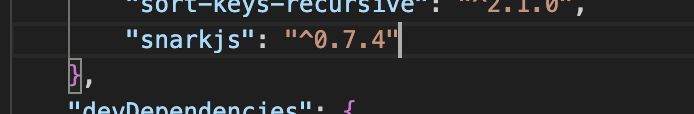 "sort-keys-recursive": "^2.1.0",
"snarkjs": "^0.7.4"
},
"devDependencies": {